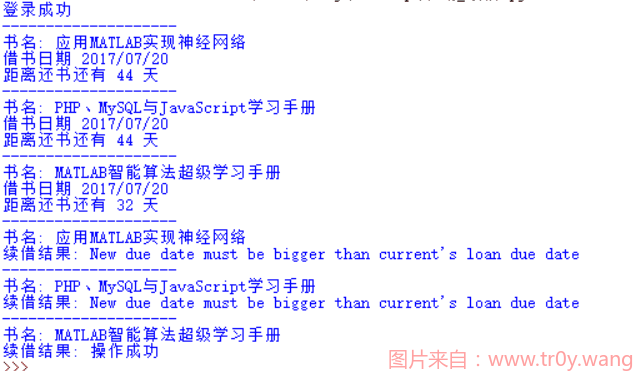 登录成功
--------------------
书名: 应用MATLAB实现神经网络
借书日期 2017/07/20
距离还书还有 44 天
--------------------
书名: PHP、MySQL与JavaScript学习手册
借书日期 2017/07/20
距离还书还有 44 天
--------------------
书名: MATLAB智能算法超级学习手册
借书日期 2017/07/20
距离还书还有 32 天
--------------------
书名: 应用MATLAB实现神经网络
续借结果: New due date must be bigger than current's loan due date
--------------------
书名: PHP、MySQL与JavaScript学习手册
续借结果: New due date must be bigger than current's loan due date
--------------------
书名: MATLAB智能算法超级学习手册
续借结果: 操作成功
>>>
图片来自：www.tr0y.wang